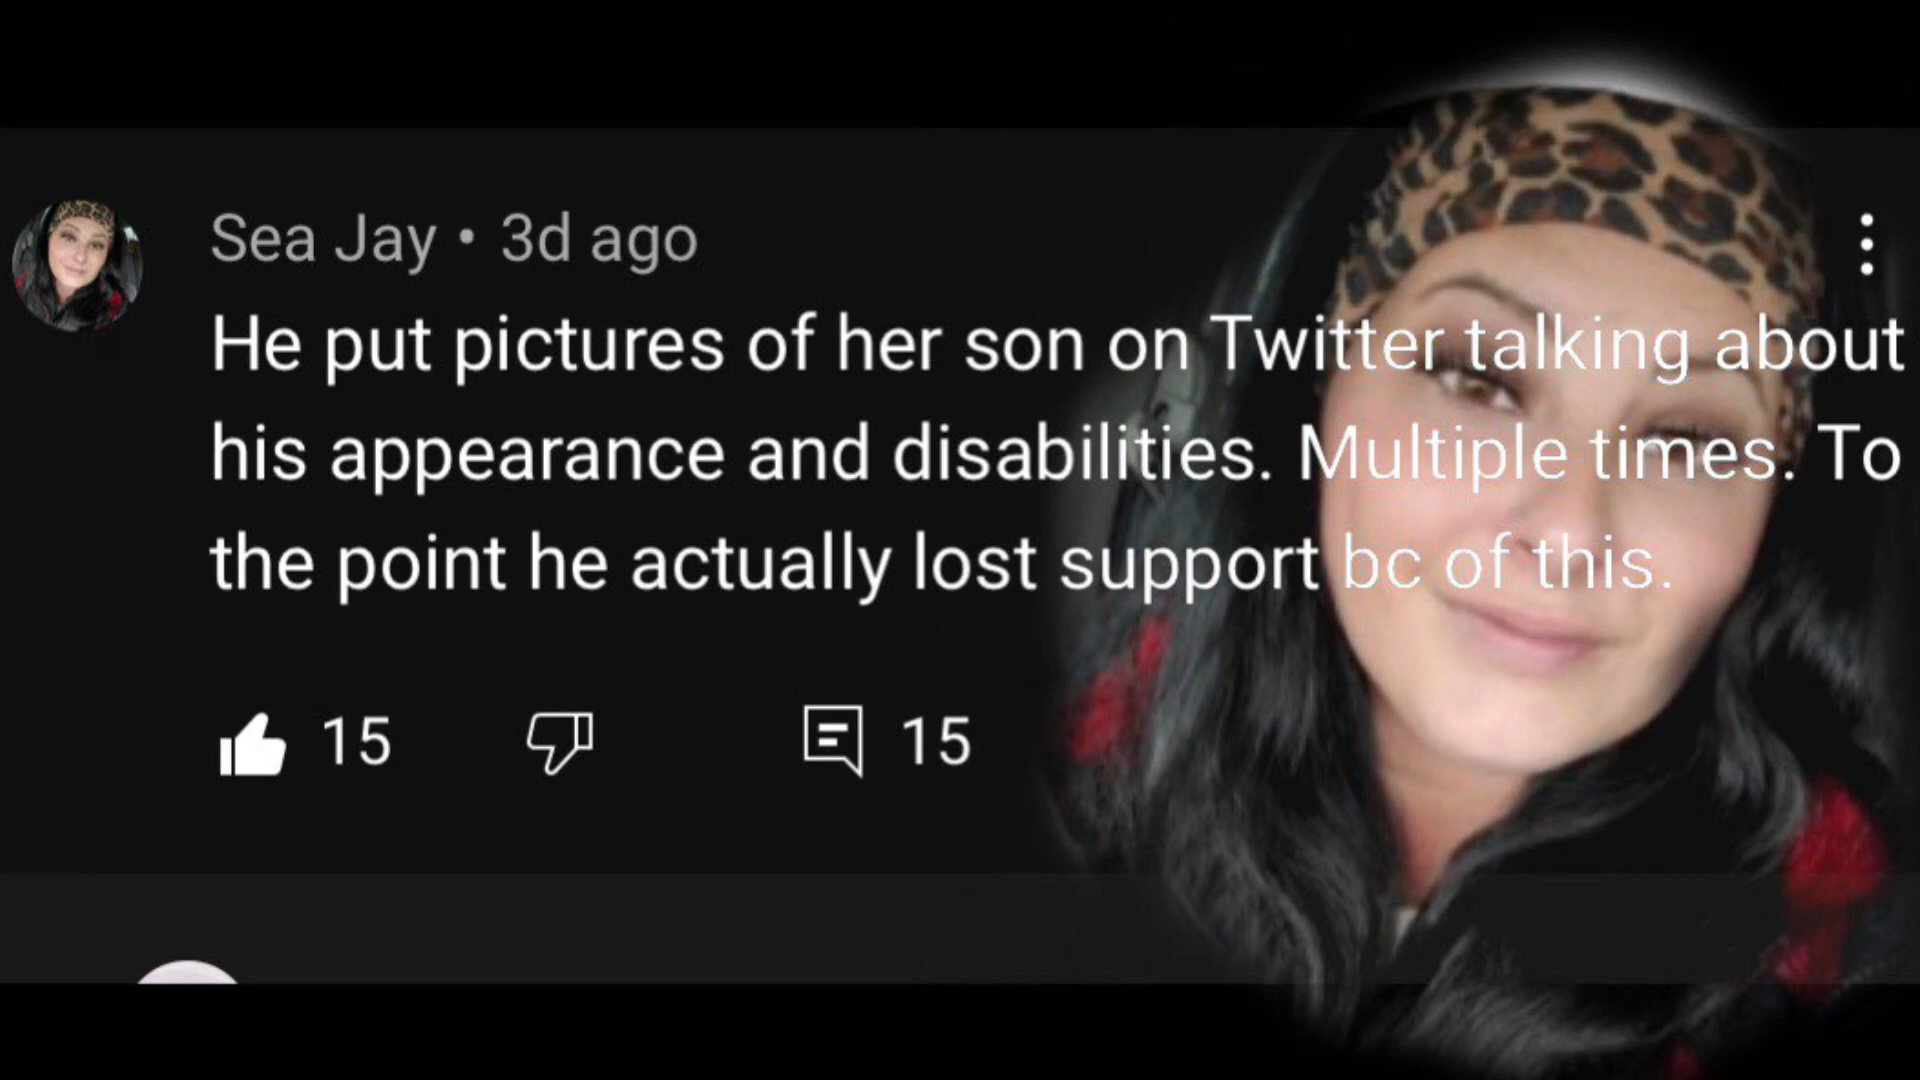 Sea Jay • 3d ago
He put pictures of her son on Twitter talking about
his appearance and disabilities. Multiple times. To
the point he actually lost support bc of this.
15
15